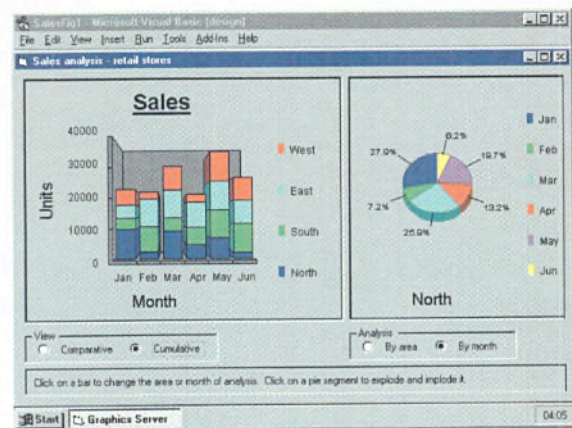 SalesFig1 - Microsoft Visual Basic [design]
File Edit View Insert Run Tools Add-Ins Help
Sales analysis - retail stores
Sales
Units
40000
30000
20000
10000
0
Jan Feb Mar Apr May Jun
Month
West
East
South
North
27.9%
6.2%
19.7%
13.2%
25.9%
7.2%
North
Jan
Feb
Mar
Apr
May
Jun
View
Comparative Cumulative
Analysis
By area By month
Click on a bar to change the area or month of analysis. Click on a pie segment to explode and implode it.
Start Graphics Server 04:05